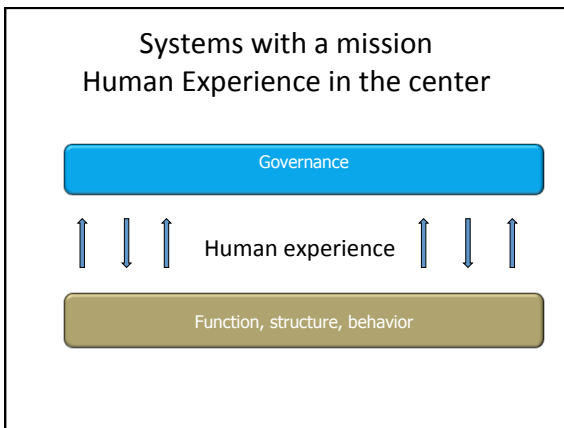 Systems with a mission
Human Experience in the center
Governance
Human experience
Function, structure, behavior